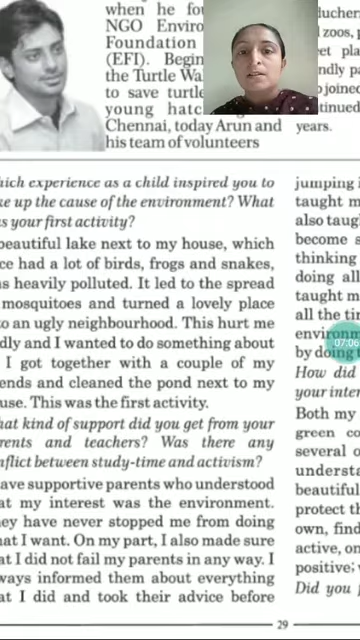 when he fo
NGO Enviro
Foundation
(EFI). Begin
the Turtle Wa
to save turtle
young hatc
Chennai, today Arun and
his team of volunteers
zoos,
years.
hich experience as a child inspired you to
e up the cause of the environment? What
s your first activity?
beautiful lake next to my house, which
ce had a lot of birds, frogs and snakes,
s heavily polluted. It led to the spread
mosquitoes and turned a lovely place
o an ugly neighbourhood. This hurt me
dly and I wanted to do something about
I got together with a couple of my
ends and cleaned the pond next to my
use. This was the first activity.
hat kind of support did you get from your
rents and teachers? Was there any
nflict between study-time and activism?
ave supportive parents who understood
at my interest was the environment.
ey have never stopped me from doing
hat I want. On my part, I also made sure
at I did not fail my parents in any way. I
ways informed them about everything
at I did and took their advice before
jumping i
taught m
also taug
become s
thinking
doing all
taught m
all the ti
environ
07:06
by doing t
How did
your inter
Both my
green co
several o
understa
beautiful
protect th
own, find
active, on
positive;
Did you
29